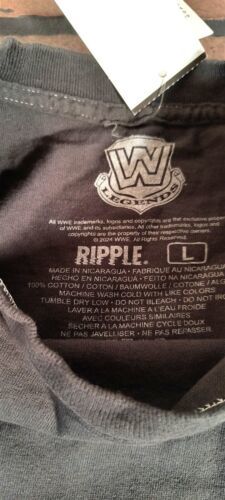 W
LEGENDS
All WWE trademarks, logos and copyrights are the exclusive property
of WWE and its subsidiaries. All other trademarks, logos and
copyrights are the property of their respective owners.
© 2024 WWE. All Rights Reserved.
RIPPLE. L
MADE IN NICARAGUA - FABRIQUE AU NICARAGUA
HECHO EN NICARAGUA - FEITO NA NICARAGUA
100% COTTON / COTON / BAUMWOLLE / COTONE / ALG
MACHINE WASH COLD WITH LIKE COLORS
TUMBLE DRY LOW - DO NOT BLEACH - DO NOT IRO
LAVER A LA MACHINE A L'EAU FROIDE
AVEC COULEURS SIMILAIRES
SECHER A LA MACHINE CYCLE DOUX
NE PAS JAVELLISER - NE PAS REPASSER.